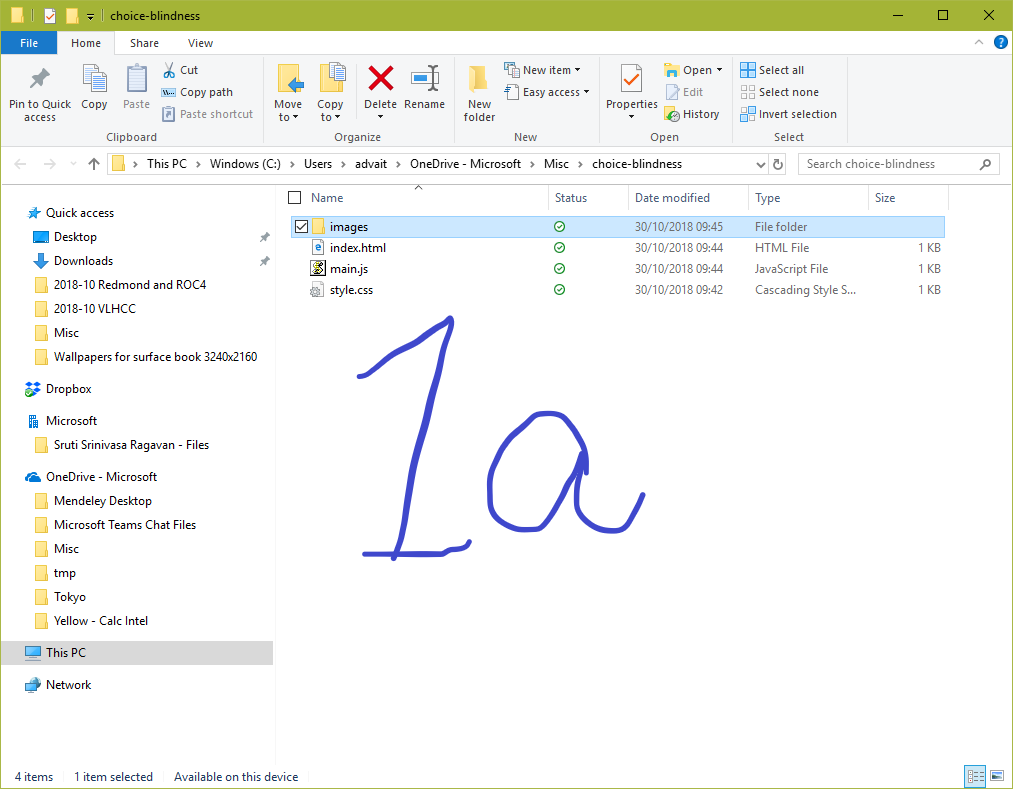 choice-blindness
File Home Share View
Pin to Quick access
Copy
Paste
Cut
Copy path
Paste shortcut
Clipboard
Move to
Copy to
Delete
Rename
Organize
New folder
New item
Easy access
New
Properties
Open
Edit
History
Open
Select all
Select none
Invert selection
Select
This PC > Windows (C:) > Users > advait > OneDrive - Microsoft > Misc > choice-blindness
Search choice-blindness
Name Status Date modified Type Size
images 30/10/2018 09:45 File folder
index.html 30/10/2018 09:44 HTML File 1 KB
main.js 30/10/2018 09:44 JavaScript File 1 KB
style.css 30/10/2018 09:42 Cascading Style S... 1 KB
Quick access
Desktop
Downloads
2018-10 Redmond and ROC4
2018-10 VLHCC
Misc
Wallpapers for surface book 3240x2160
Dropbox
Microsoft
Sruti Srinivasa Ragavan - Files
OneDrive - Microsoft
Mendeley Desktop
Microsoft Teams Chat Files
Misc
tmp
Tokyo
Yellow - Calc Intel
This PC
Network
1a
4 items 1 item selected Available on this device